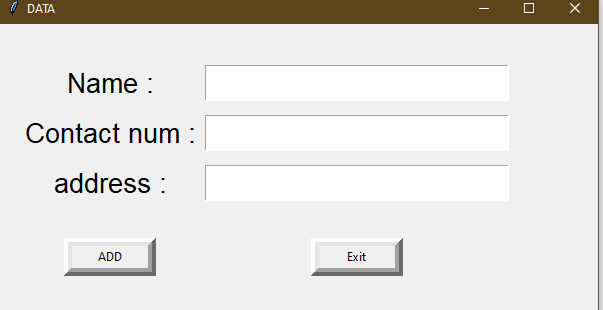 DATA
Name :
Contact num :
address :
ADD Exit